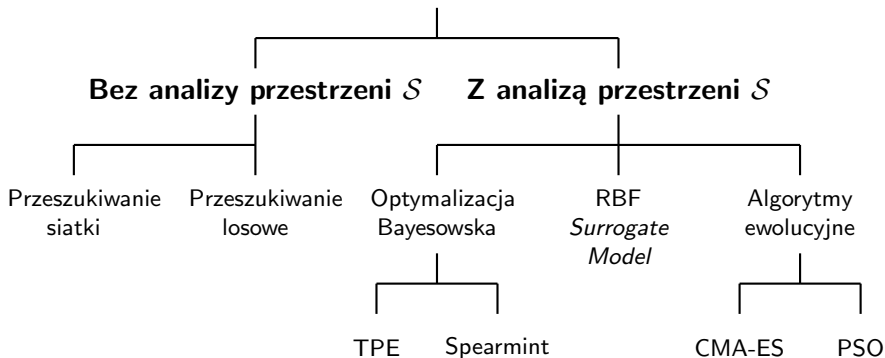 Bez analizy przestrzeni 𝒮
Z analizą przestrzeni 𝒮
Przeszukiwanie
siatki
Przeszukiwanie
losowe
Optymalizacja
Bayesowska
RBF
Surrogate
Model
Algorytmy
ewolucyjne
TPE
Spearmint
CMA-ES
PSO